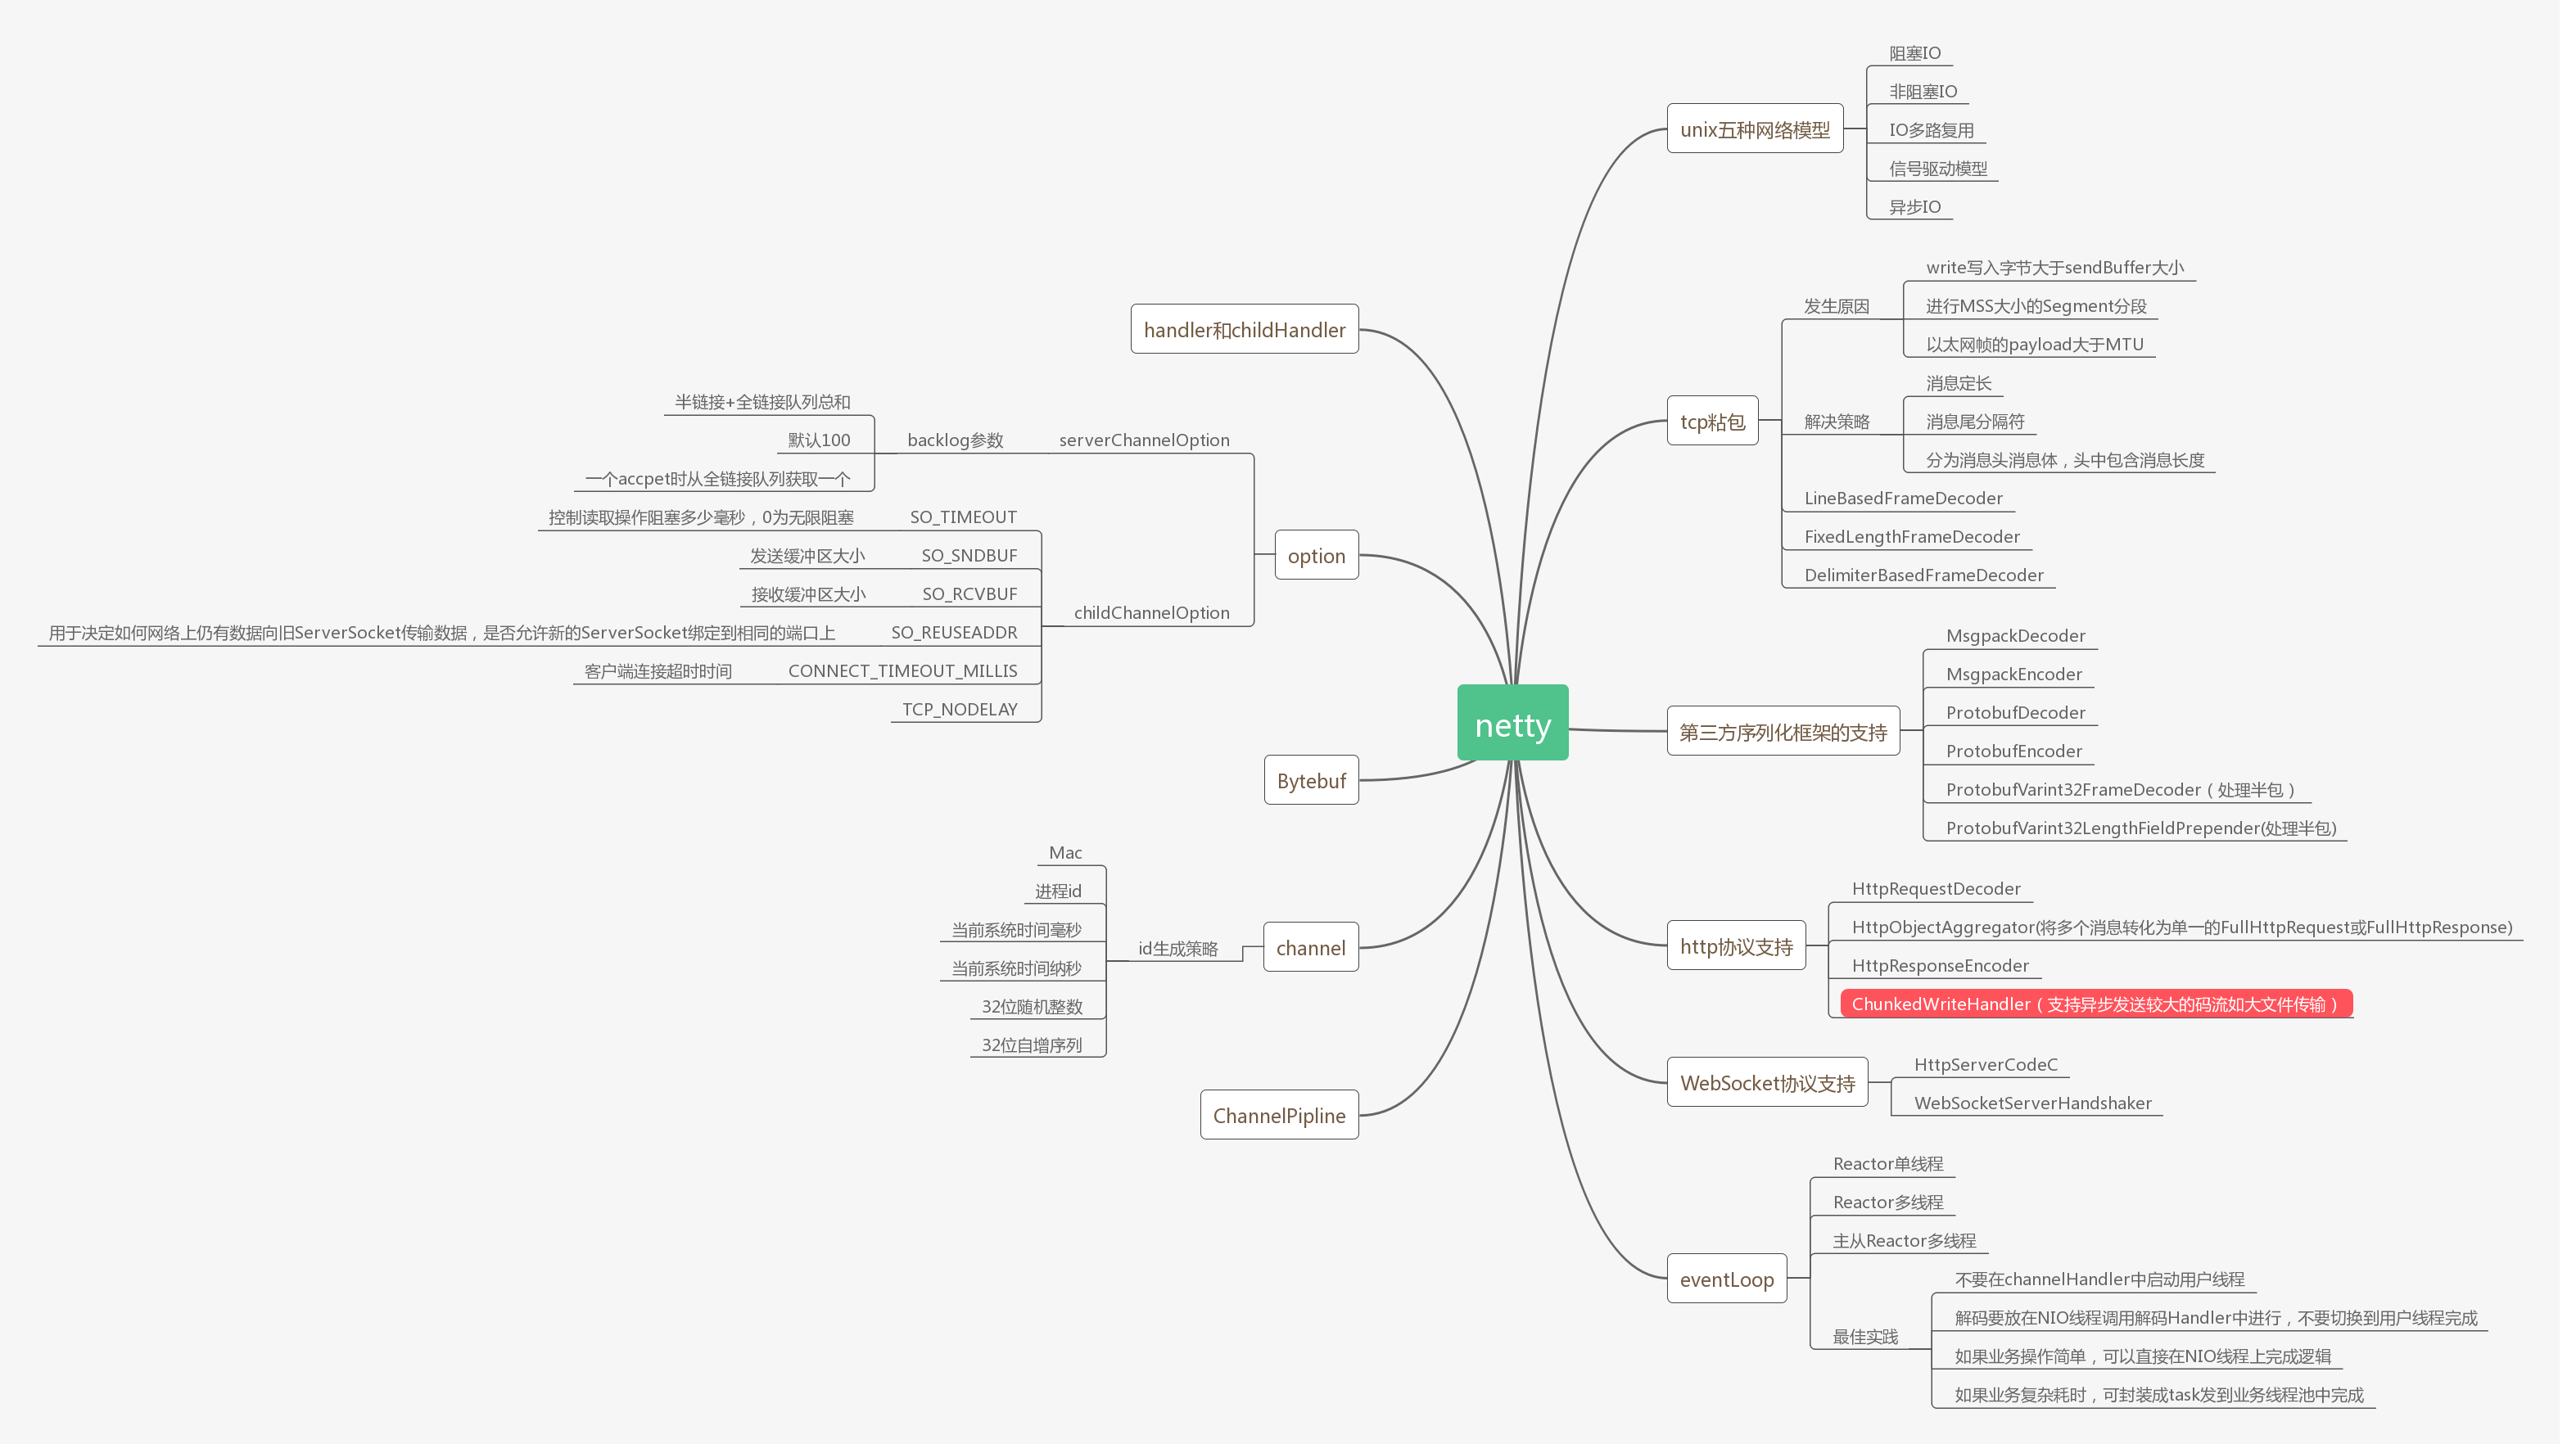 netty
unix五种网络模型
阻塞IO
非阻塞IO
IO多路复用
信号驱动模型
异步IO
tcp粘包
发生原因
write写入字节大于sendBuffer大小
进行MSS大小的Segment分段
以太网帧的payload大于MTU
解决策略
消息定长
消息尾分隔符
分为消息头消息体，头中包含消息长度
LineBasedFrameDecoder
FixedLengthFrameDecoder
DelimiterBasedFrameDecoder
第三方序列化框架的支持
MsgpackDecoder
MsgpackEncoder
ProtobufDecoder
ProtobufEncoder
ProtobufVarint32FrameDecoder（处理半包）
ProtobufVarint32LengthFieldPrepender(处理半包)
http协议支持
HttpRequestDecoder
HttpObjectAggregator(将多个消息转化为单一的FullHttpRequest或FullHttpResponse)
HttpResponseEncoder
ChunkedWriteHandler（支持异步发送较大的码流如大文件传输）
WebSocket协议支持
HttpServerCodeC
WebSocketServerHandshaker
eventLoop
Reactor单线程
Reactor多线程
主从Reactor多线程
最佳实践
不要在channelHandler中启动用户线程
解码要放在NIO线程调用解码Handler中进行，不要切换到用户线程完成
如果业务操作简单，可以直接在NIO线程上完成逻辑
如果业务复杂耗时，可封装成task发到业务线程池中完成
handler和childHandler
option
serverChannelOption
backlog参数
半链接+全链接队列总和
默认100
一个accpet时从全链接队列获取一个
childChannelOption
SO_TIMEOUT
控制读取操作阻塞多少毫秒，0为无限阻塞
SO_SNDBUF
发送缓冲区大小
SO_RCVBUF
接收缓冲区大小
SO_REUSEADDR
用于决定如何网络上仍有数据向旧ServerSocket传输数据，是否允许新的ServerSocket绑定到相同的端口上
CONNECT_TIMEOUT_MILLIS
客户端连接超时时间
TCP_NODELAY
Bytebuf
channel
id生成策略
Mac
进程id
当前系统时间毫秒
当前系统时间纳秒
32位随机整数
32位自增序列
ChannelPipline